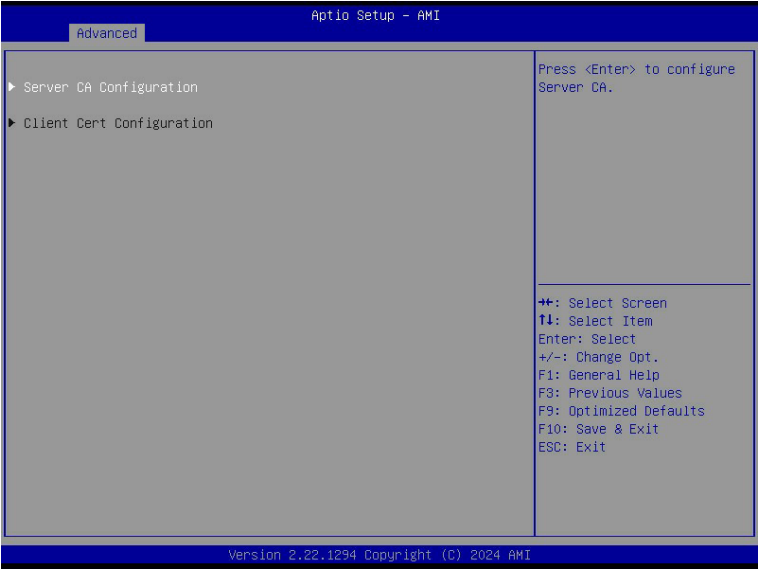 Aptio Setup – AMI
Advanced
Server CA Configuration
Client Cert Configuration
Press <Enter> to configure
Server CA.
→←: Select Screen
↑↓: Select Item
Enter: Select
+/-: Change Opt.
F1: General Help
F3: Previous Values
F9: Optimized Defaults
F10: Save & Exit
ESC: Exit
Version 2.22.1294 Copyright (C) 2024 AMI